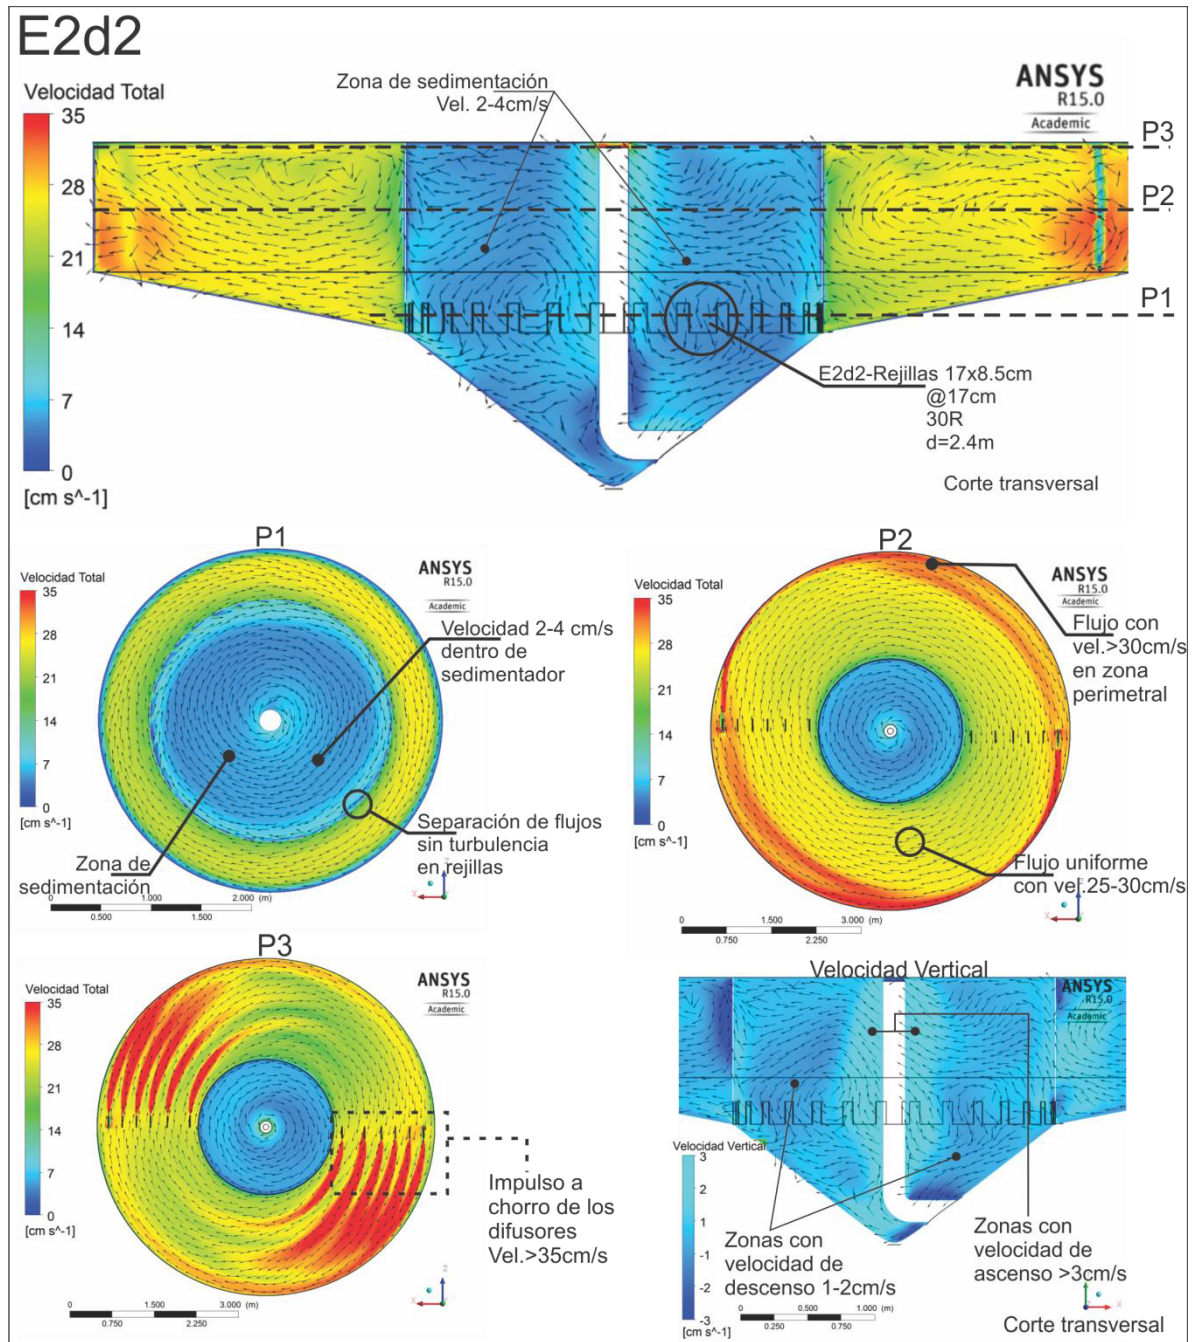 E2d2
Velocidad Total
35
28
21
14
7
0
[cm s^-1]
Zona de sedimentación
Vel. 2-4cm/s
ANSYS
R15.0
Academic
P3
P2
P1
E2d2-Rejillas 17x8.5cm
@17cm
30R
d=2.4m
Corte transversal
P1
Velocidad Total
35
28
21
14
7
0
[cm s^-1]
ANSYS
R15.0
Academic
Velocidad 2-4 cm/s
dentro de
sedimentador
Separación de flujos
sin turbulencia
en rejillas
Zona de
sedimentación
0 1.000 2.000 (m)
0.500 1.500
Z
X
P2
Velocidad Total
35
28
21
14
7
0
[cm s^-1]
ANSYS
R15.0
Academic
Flujo con
vel.>30cm/s
en zona
perimetral
Flujo uniforme
con vel.25-30cm/s
0 1.500 3.000 (m)
0.750 2.250
Z
X
P3
Velocidad Total
35
28
21
14
7
0
[cm s^-1]
ANSYS
R15.0
Academic
Impulso a
chorro de los
difusores
Vel.>35cm/s
0 1.500 3.000 (m)
0.750 2.250
Z
X
Velocidad Vertical
ANSYS
R15.0
Academic
Velocidad Vertical
3
2
1
-1
-2
-3
[cm s^-1]
Zonas con
velocidad de
descenso 1-2cm/s
Zonas con
velocidad de
ascenso >3cm/s
0 0.500 1.000 (m)
0.250 0.750
X
Corte transversal